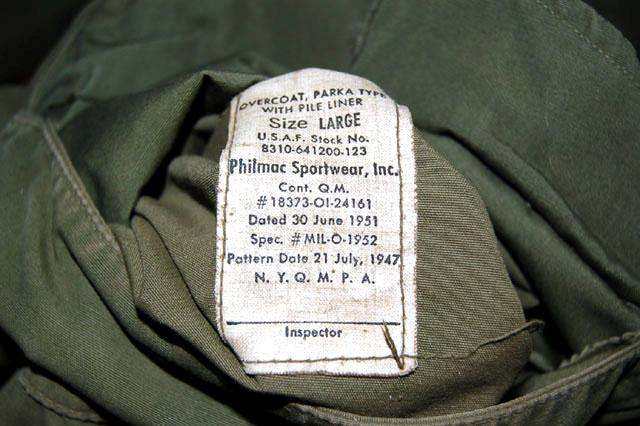 OVERCOAT, PARKA TYPE
WITH PILE LINER
Size LARGE
U.S.A.F. Stock No.
8310-641200-123
Philmac Sportwear, Inc.
Cont. Q.M.
#18373-OI-24161
Dated 30 June 1951
Spec. #MIL-O-1952
Pattern Date 21 July, 1947
N. Y. Q. M. P. A.
Inspector